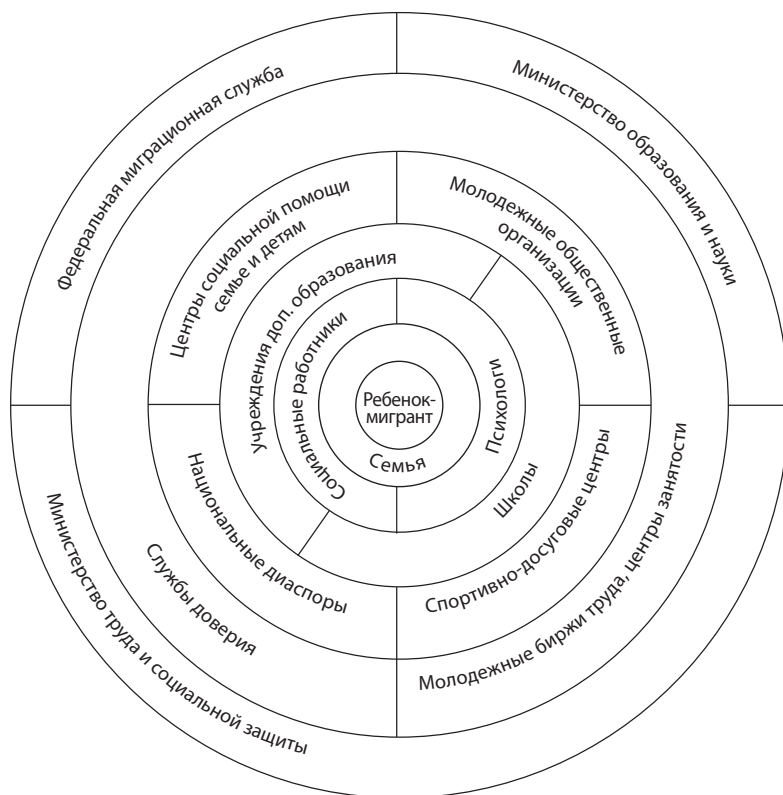 Федеральная миграционная служба
Министерство образования и науки
Центры социальной помощи
семье и детям
Молодежные общественные
организации
Учреждения доп. образования
Социальные работники
Психологи
Ребенок-
мигрант
Семья
Школы
Национальные диаспоры
Спортивно-досуговые центры
Службы доверия
Молодежные биржи труда, центры занятости
Министерство труда и социальной защиты